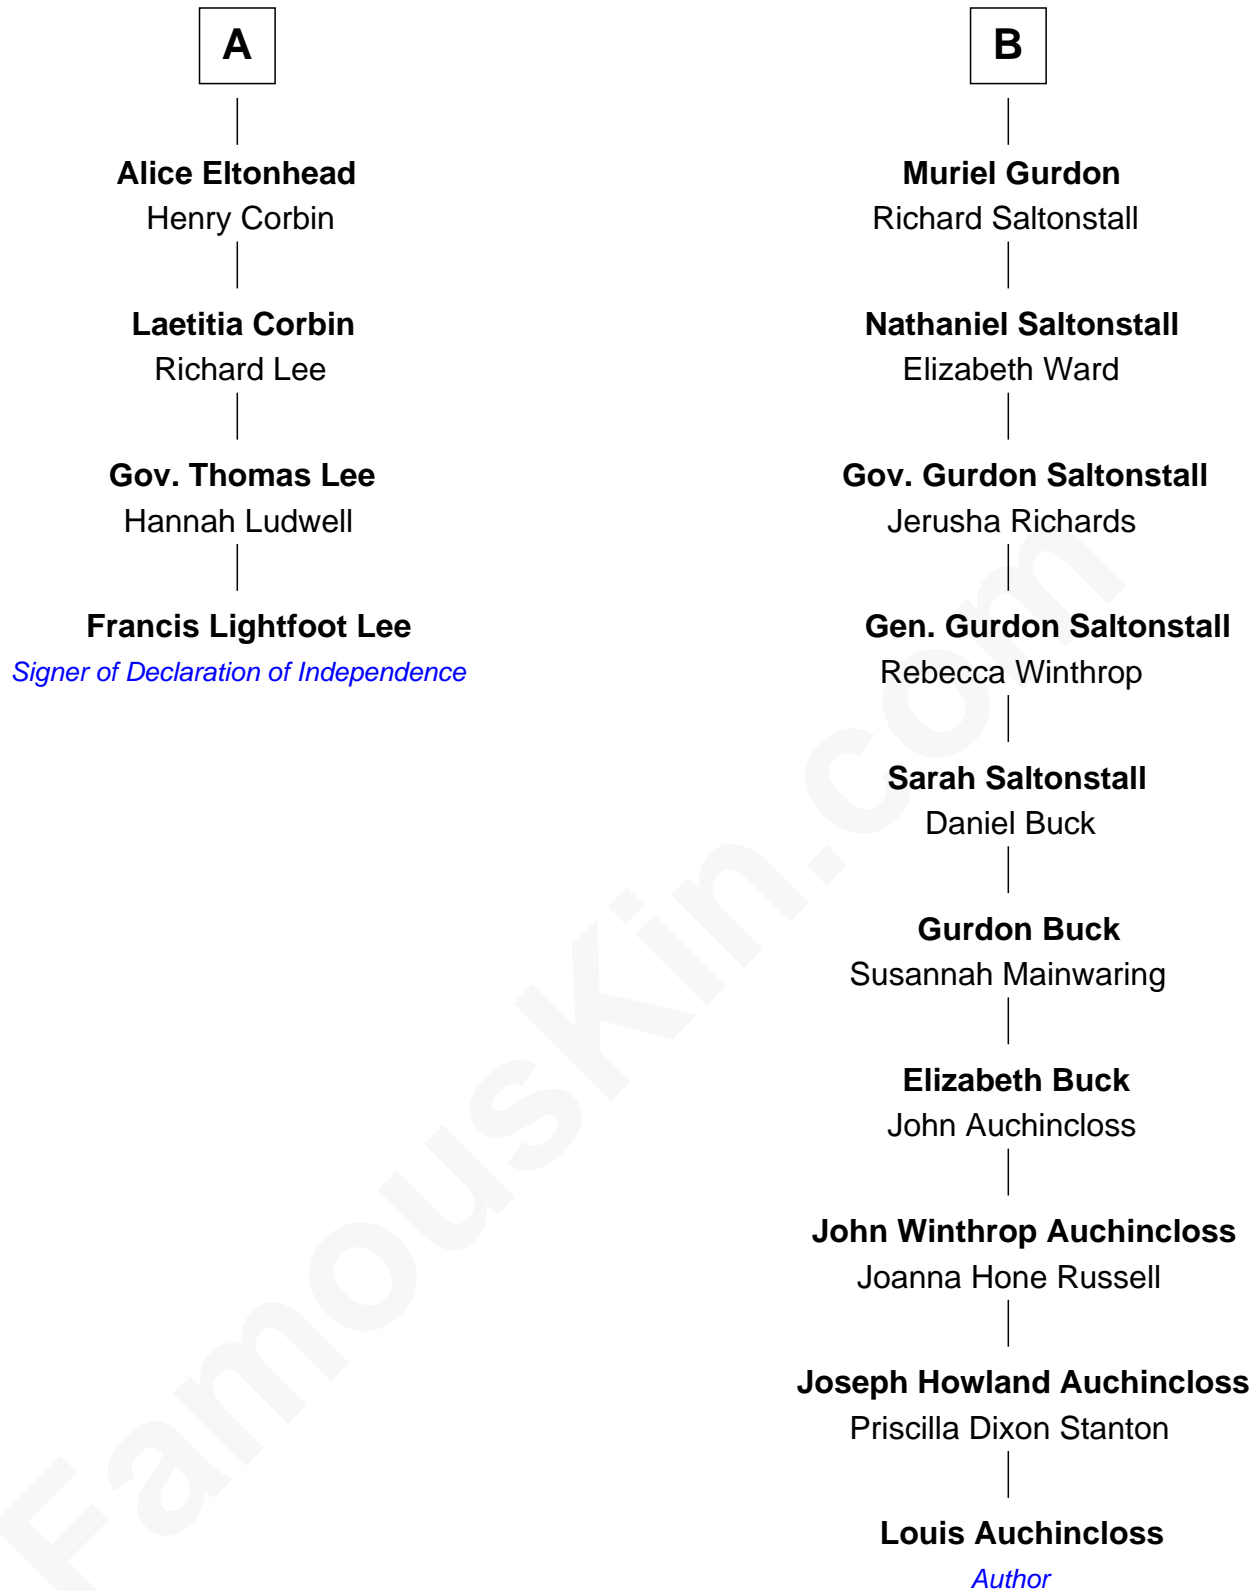 A
Alice Eltonhead
Henry Corbin
Laetitia Corbin
Richard Lee
Gov. Thomas Lee
Hannah Ludwell
Francis Lightfoot Lee
Signer of Declaration of Independence
B
Muriel Gurdon
Richard Saltonstall
Nathaniel Saltonstall
Elizabeth Ward
Gov. Gurdon Saltonstall
Jerusha Richards
Gen. Gurdon Saltonstall
Rebecca Winthrop
Sarah Saltonstall
Daniel Buck
Gurdon Buck
Susannah Mainwaring
Elizabeth Buck
John Auchincloss
John Winthrop Auchincloss
Joanna Hone Russell
Joseph Howland Auchincloss
Priscilla Dixon Stanton
Louis Auchincloss
Author
FamousKin.com